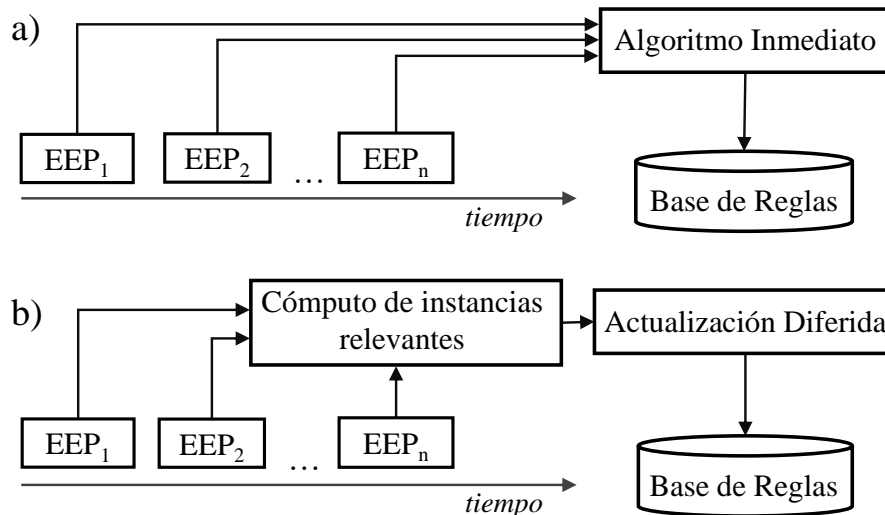 a)
Algoritmo Inmediato
EEP₁
EEP₂
...
EEPₙ
tiempo
Base de Reglas
b)
Cómputo de instancias
relevantes
Actualización Diferida
EEP₁
EEP₂
...
EEPₙ
tiempo
Base de Reglas